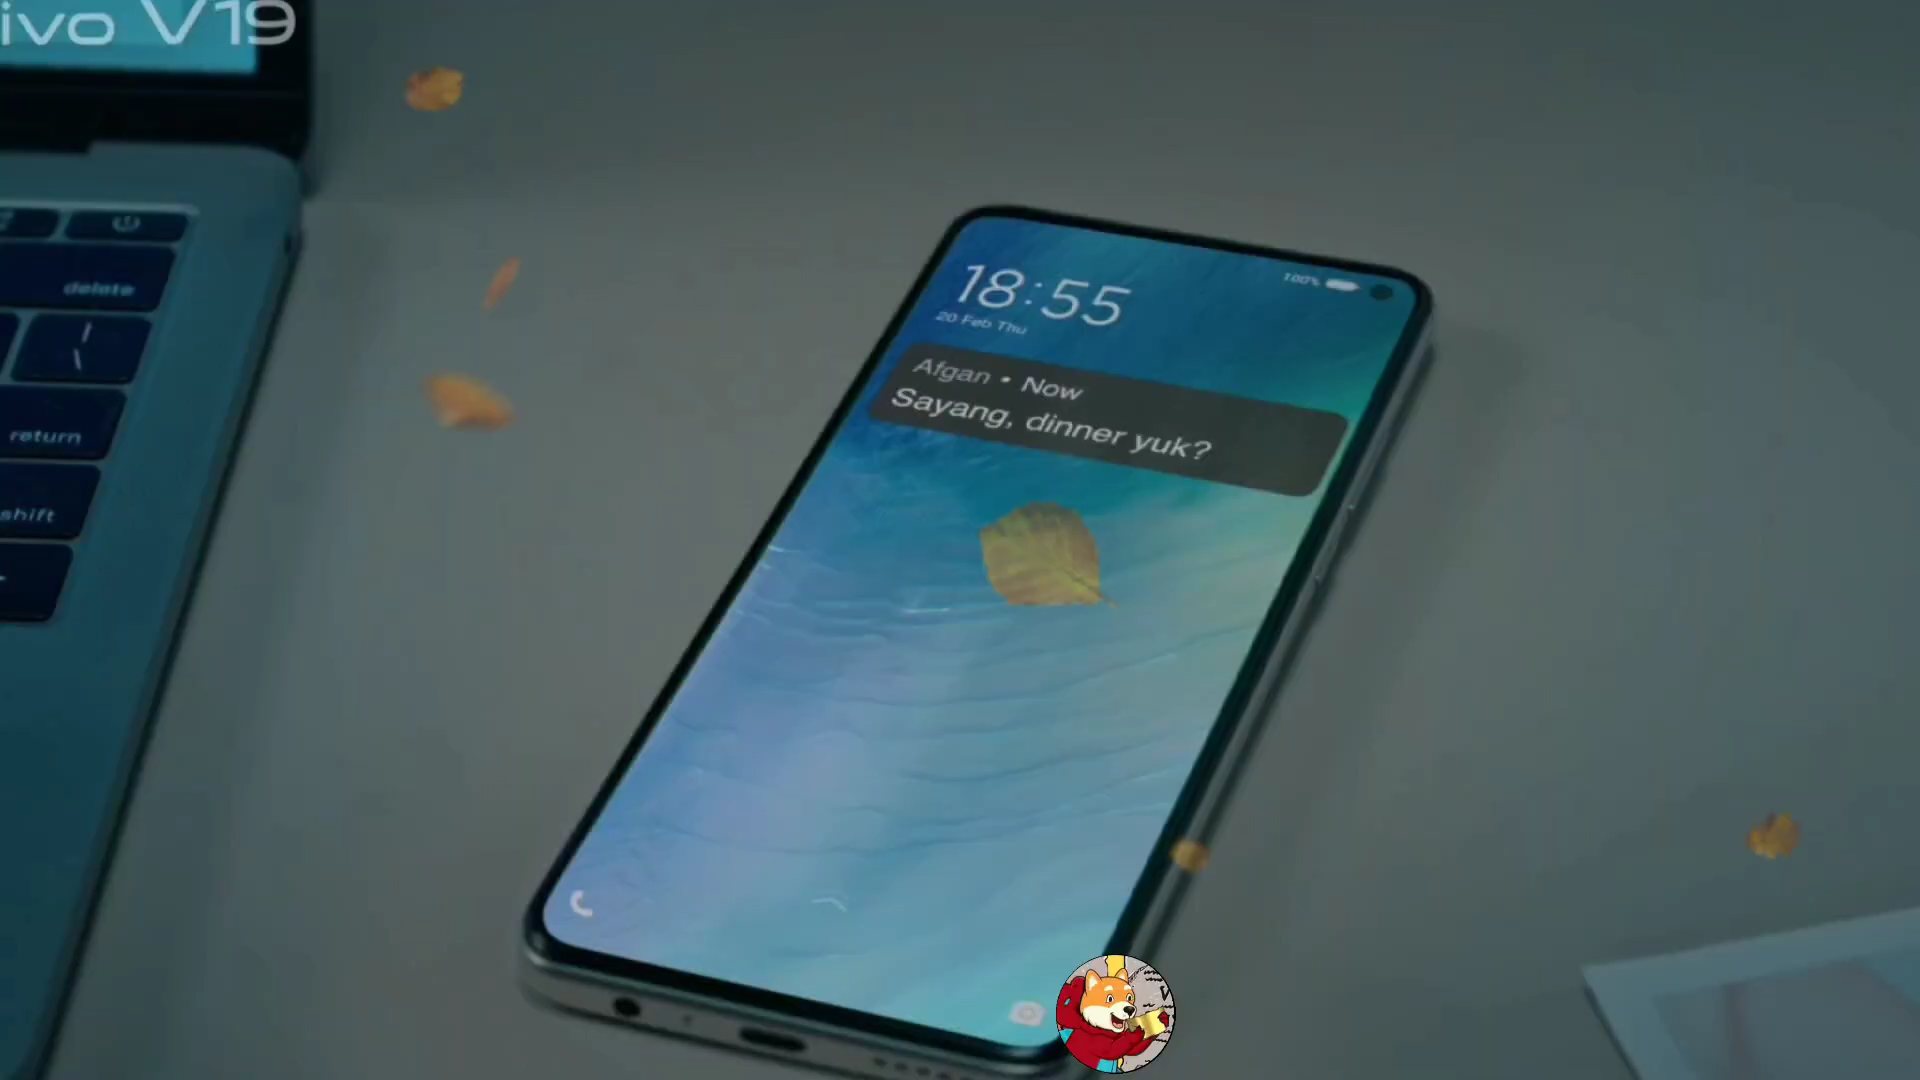 ivo V19
delete
|
\
return
shift
18:55
100%
20 Feb Thu
Afgan • Now
Sayang, dinner yuk?